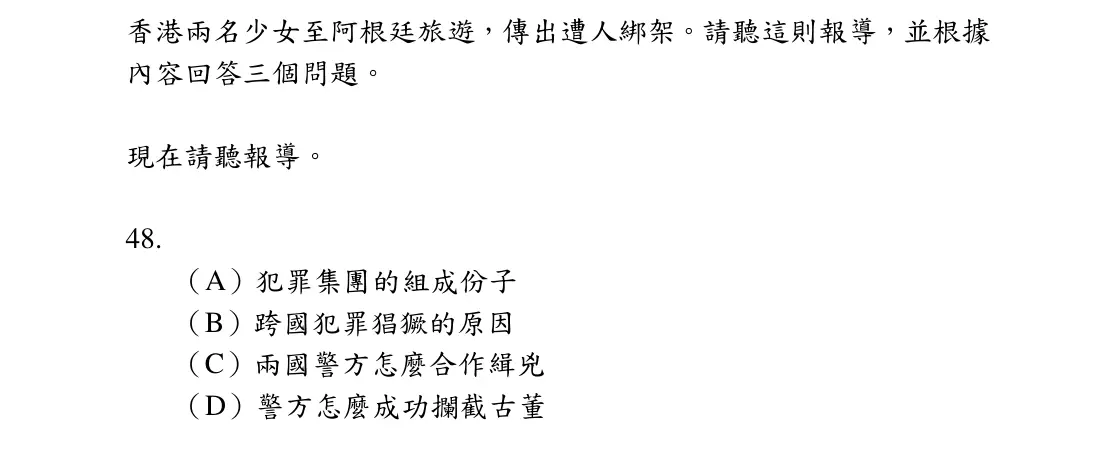 香港兩名少女至阿根廷旅遊，傳出遭人綁架。請聽這則報導，並根據
內容回答三個問題。
現在請聽報導。
48.
（A）犯罪集團的組成份子
（B）跨國犯罪猖獗的原因
（C）兩國警方怎麼合作緝兇
（D）警方怎麼成功攔截古董